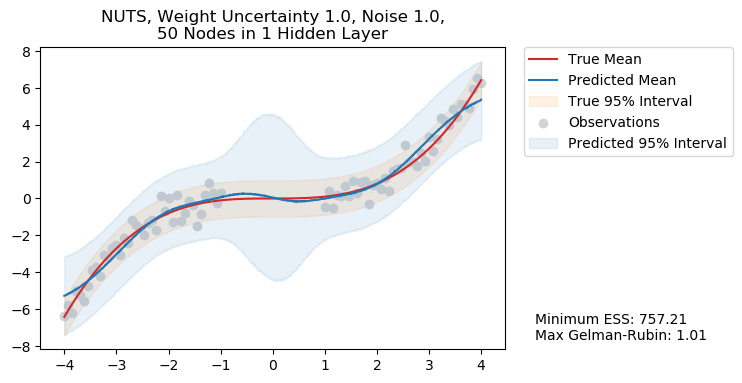 NUTS, Weight Uncertainty 1.0, Noise 1.0,
50 Nodes in 1 Hidden Layer
8
6
4
2
0
−2
−4
−6
−8
−4
−3
−2
−1
0
1
2
3
4
True Mean
Predicted Mean
True 95% Interval
Observations
Predicted 95% Interval
Minimum ESS: 757.21
Max Gelman-Rubin: 1.01